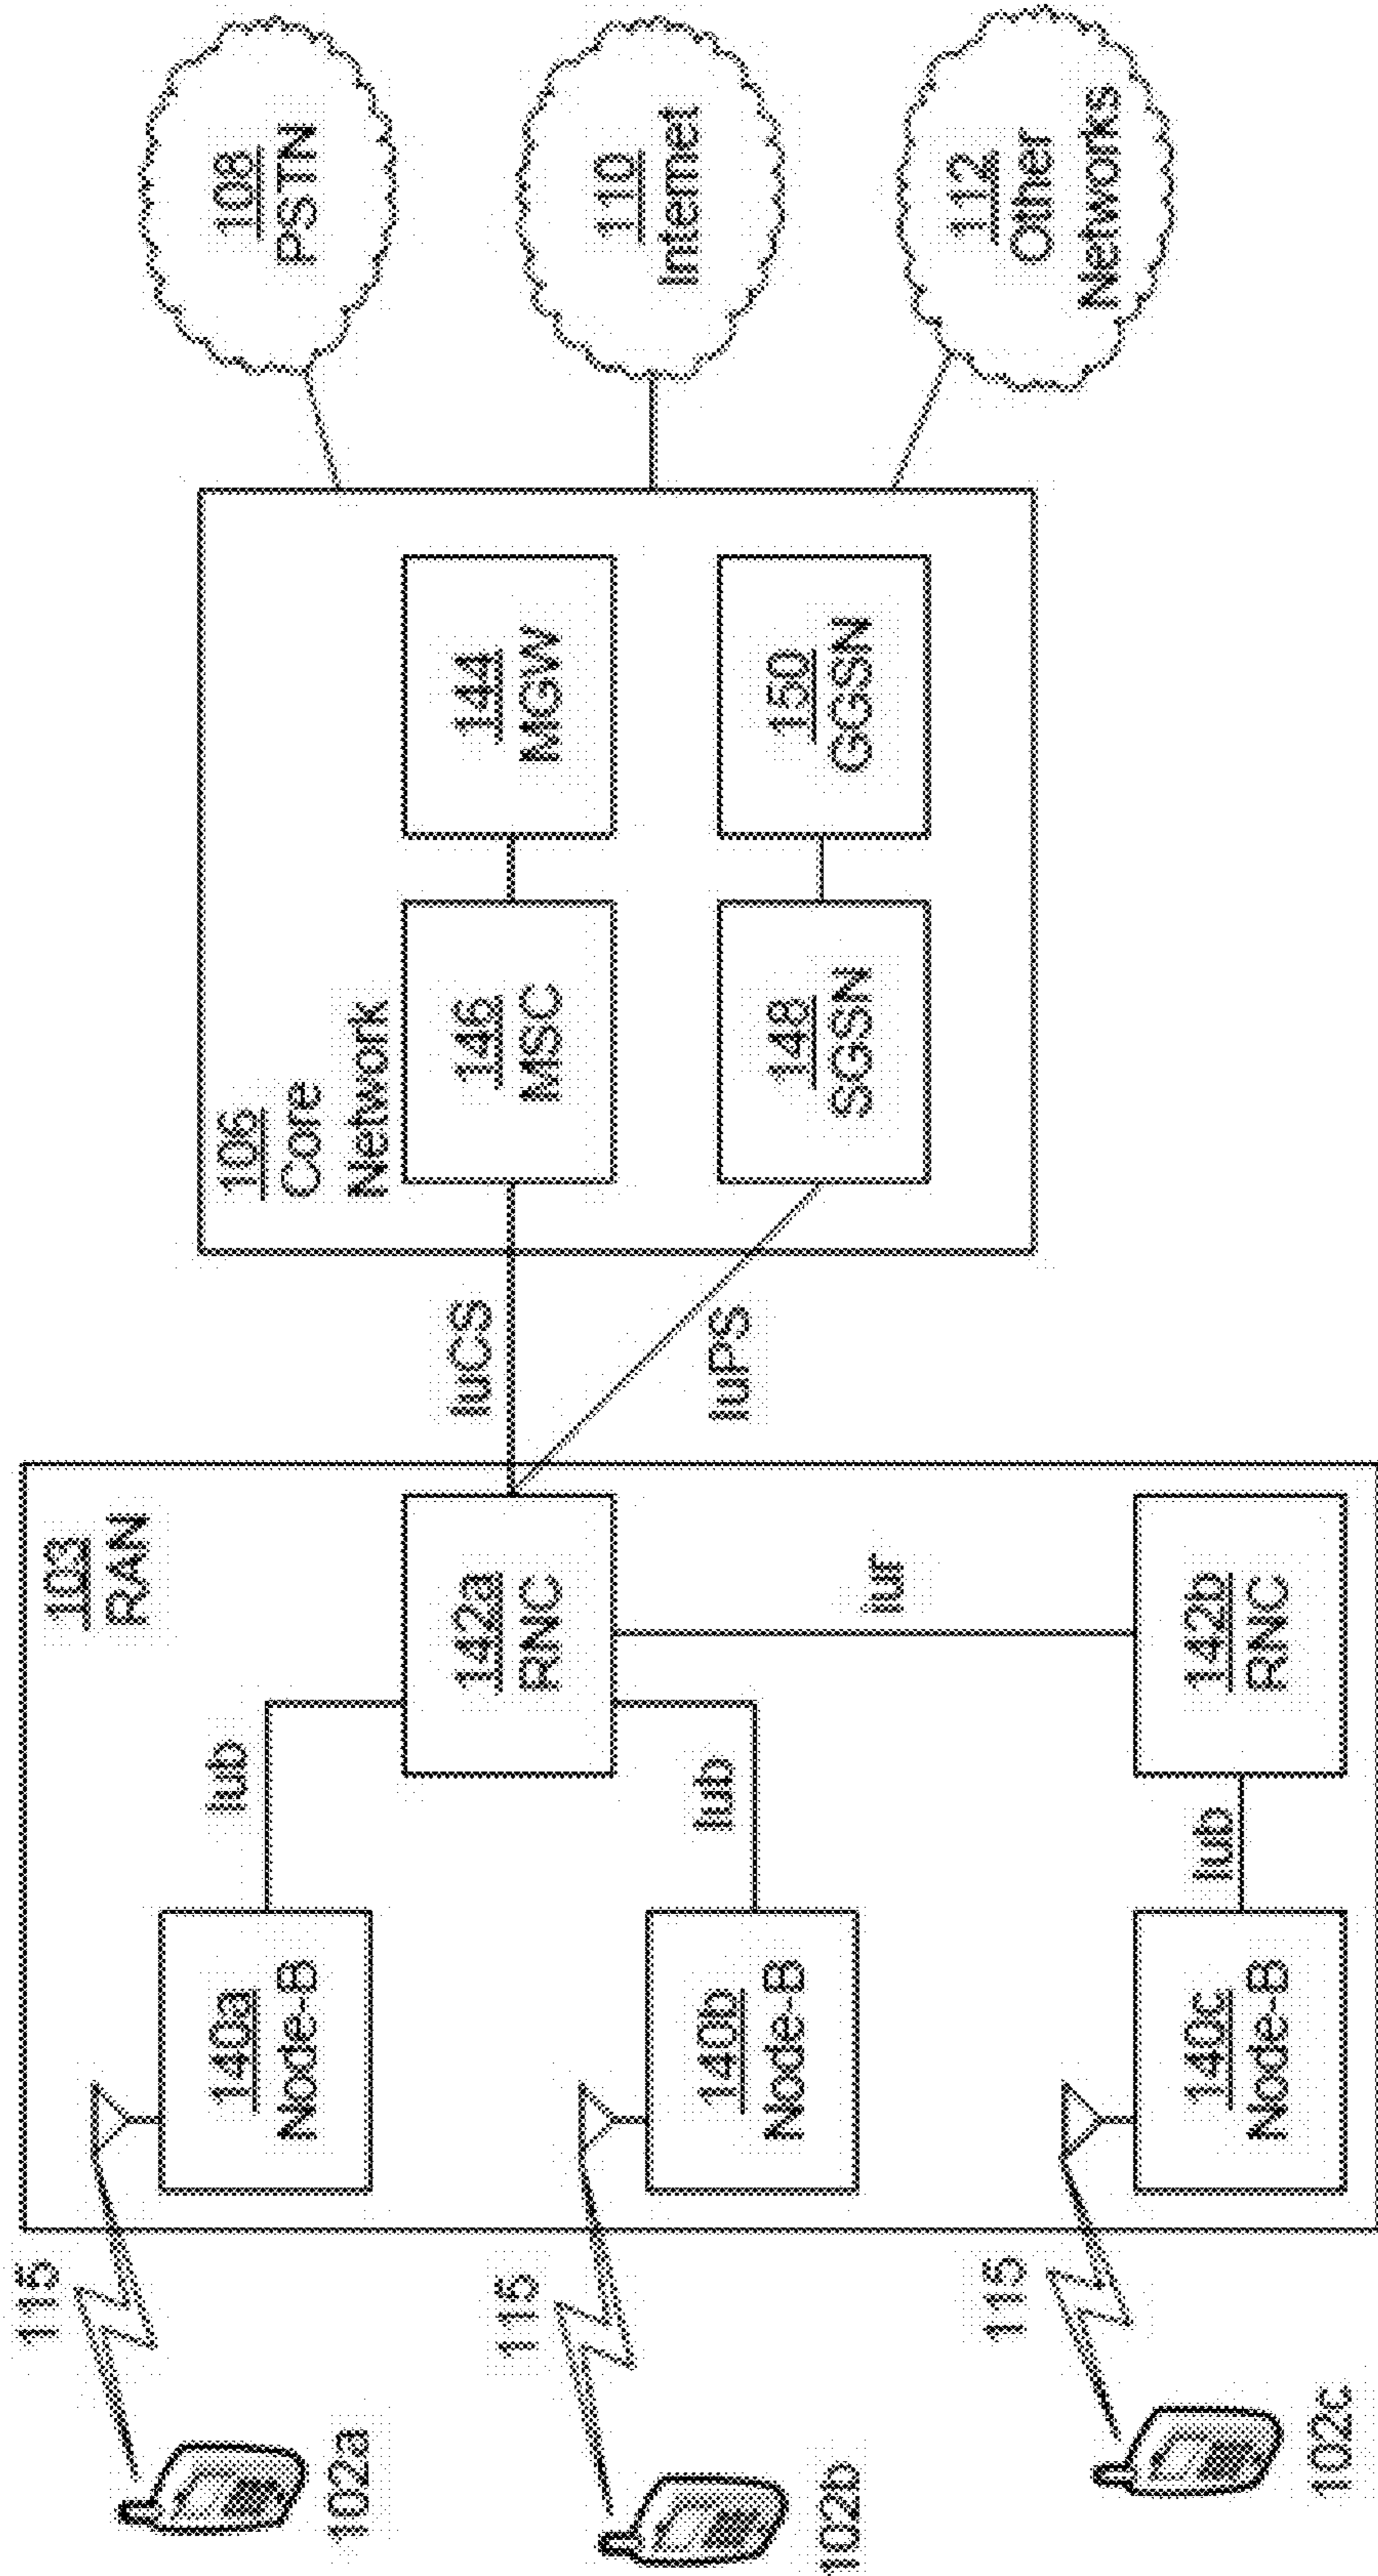 115
102a
115
102b
115
102c
103
RAN
140a
Node-B
Iub
140b
Node-B
Iub
140c
Node-B
Iub
142a
RNC
Iur
142b
RNC
IuCS
IuPS
106
Core
Network
146
MSC
144
MGW
148
SGSN
150
GGSN
108
PSTN
110
Internet
112
Other
Networks